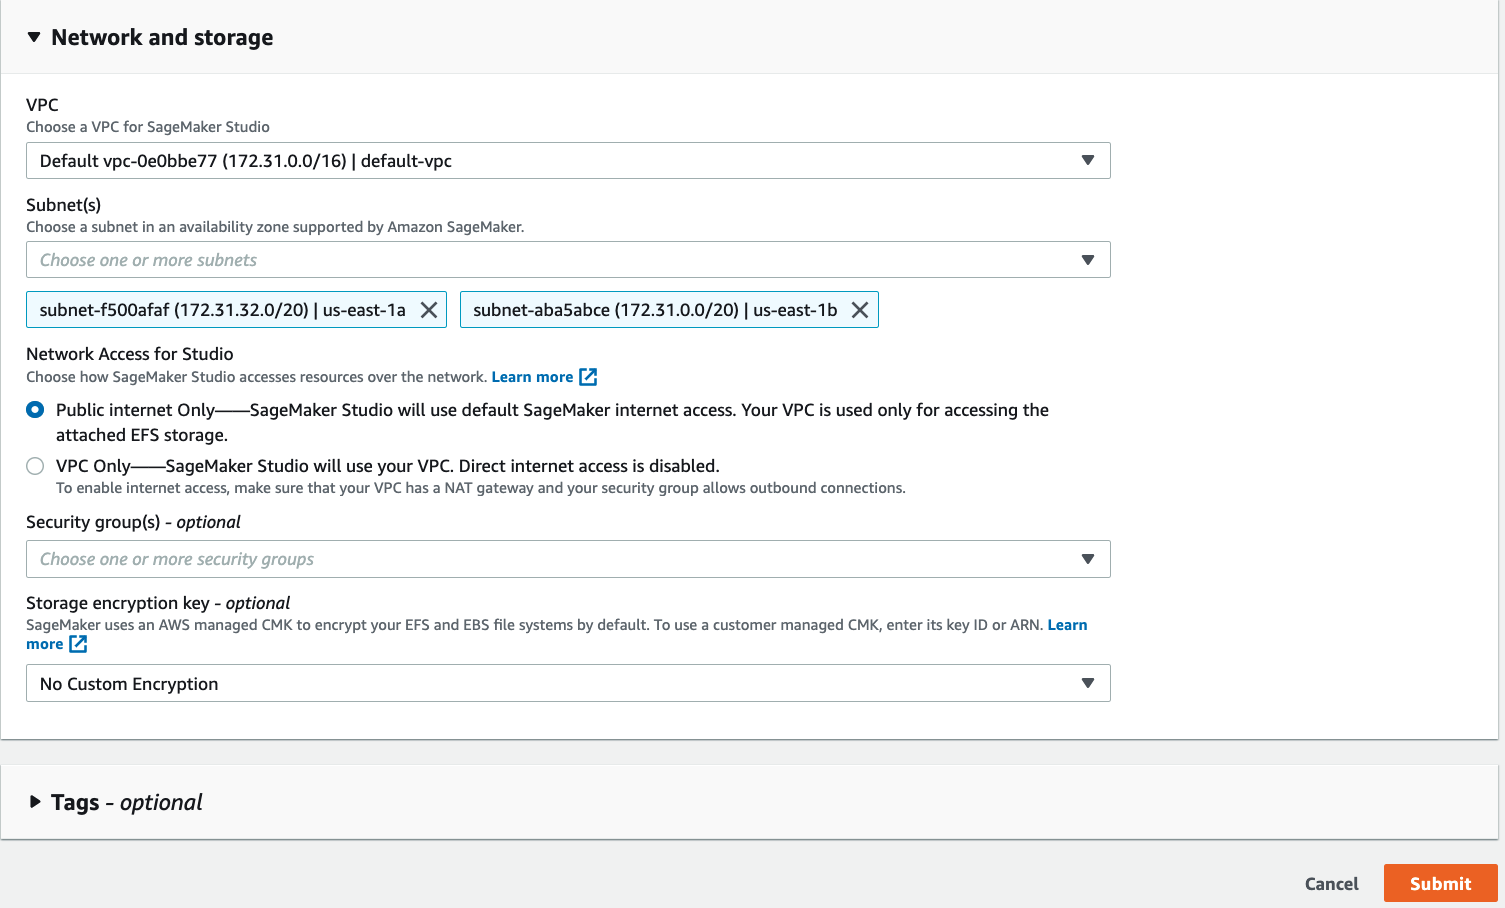 Network and storage
VPC
Choose a VPC for SageMaker Studio
Default vpc-0e0bbe77 (172.31.0.0/16) | default-vpc
Subnet(s)
Choose a subnet in an availability zone supported by Amazon SageMaker.
Choose one or more subnets
subnet-f500afaf (172.31.32.0/20) | us-east-1a
subnet-aba5abce (172.31.0.0/20) | us-east-1b
Network Access for Studio
Choose how SageMaker Studio accesses resources over the network. Learn more
Public internet Only——SageMaker Studio will use default SageMaker internet access. Your VPC is used only for accessing the
attached EFS storage.
VPC Only——SageMaker Studio will use your VPC. Direct internet access is disabled.
To enable internet access, make sure that your VPC has a NAT gateway and your security group allows outbound connections.
Security group(s) - optional
Choose one or more security groups
Storage encryption key - optional
SageMaker uses an AWS managed CMK to encrypt your EFS and EBS file systems by default. To use a customer managed CMK, enter its key ID or ARN. Learn
more
No Custom Encryption
Tags - optional
Cancel
Submit